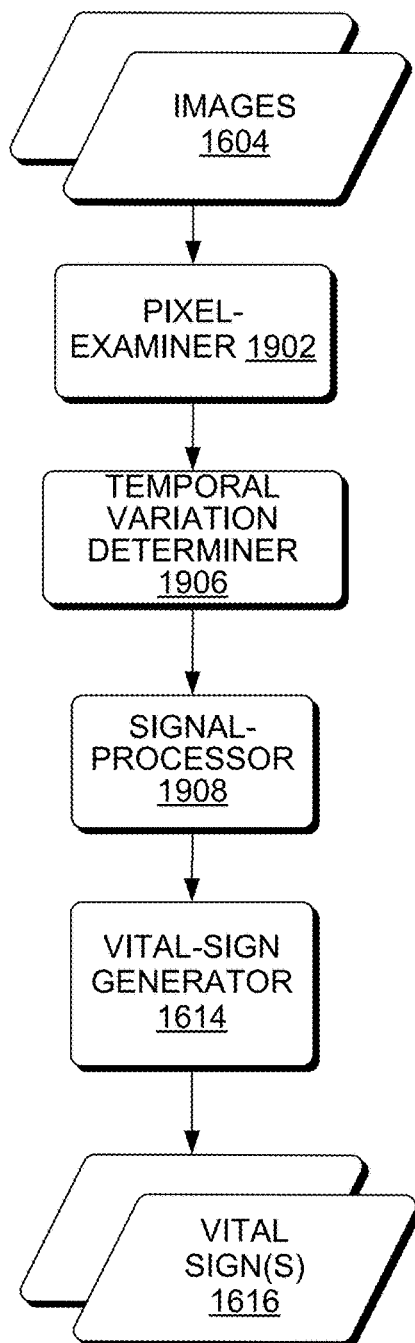 IMAGES
1604
PIXEL-
EXAMINER 1902
TEMPORAL
VARIATION
DETERMINER
1906
SIGNAL-
PROCESSOR
1908
VITAL-SIGN
GENERATOR
1614
VITAL
SIGN(S)
1616